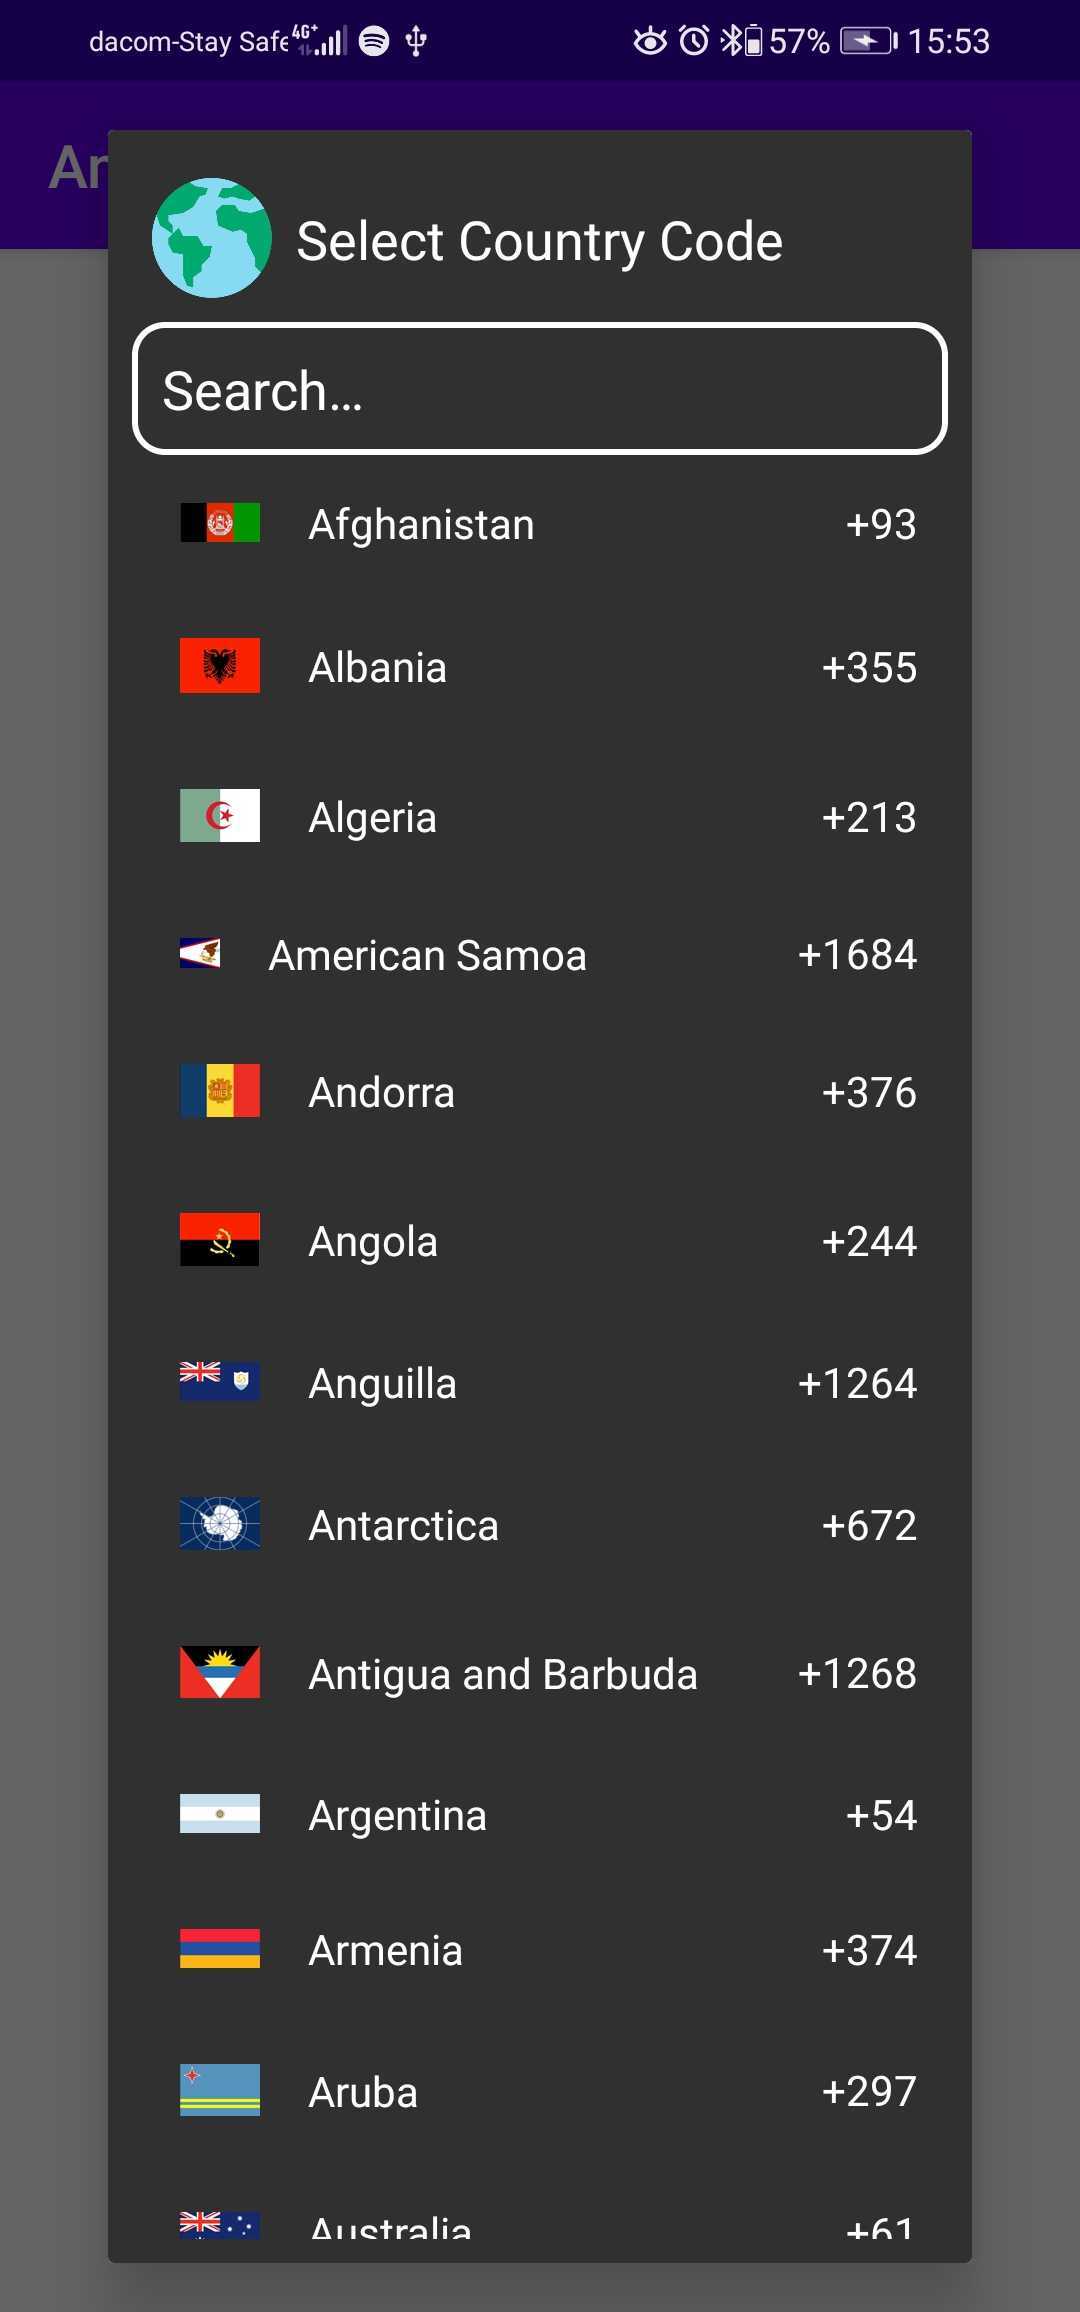 dacom-Stay Safe 4G+ 57% 15:53
Ar
Select Country Code
Search...
Afghanistan +93
Albania +355
Algeria +213
American Samoa +1684
Andorra +376
Angola +244
Anguilla +1264
Antarctica +672
Antigua and Barbuda +1268
Argentina +54
Armenia +374
Aruba +297
Australia +61